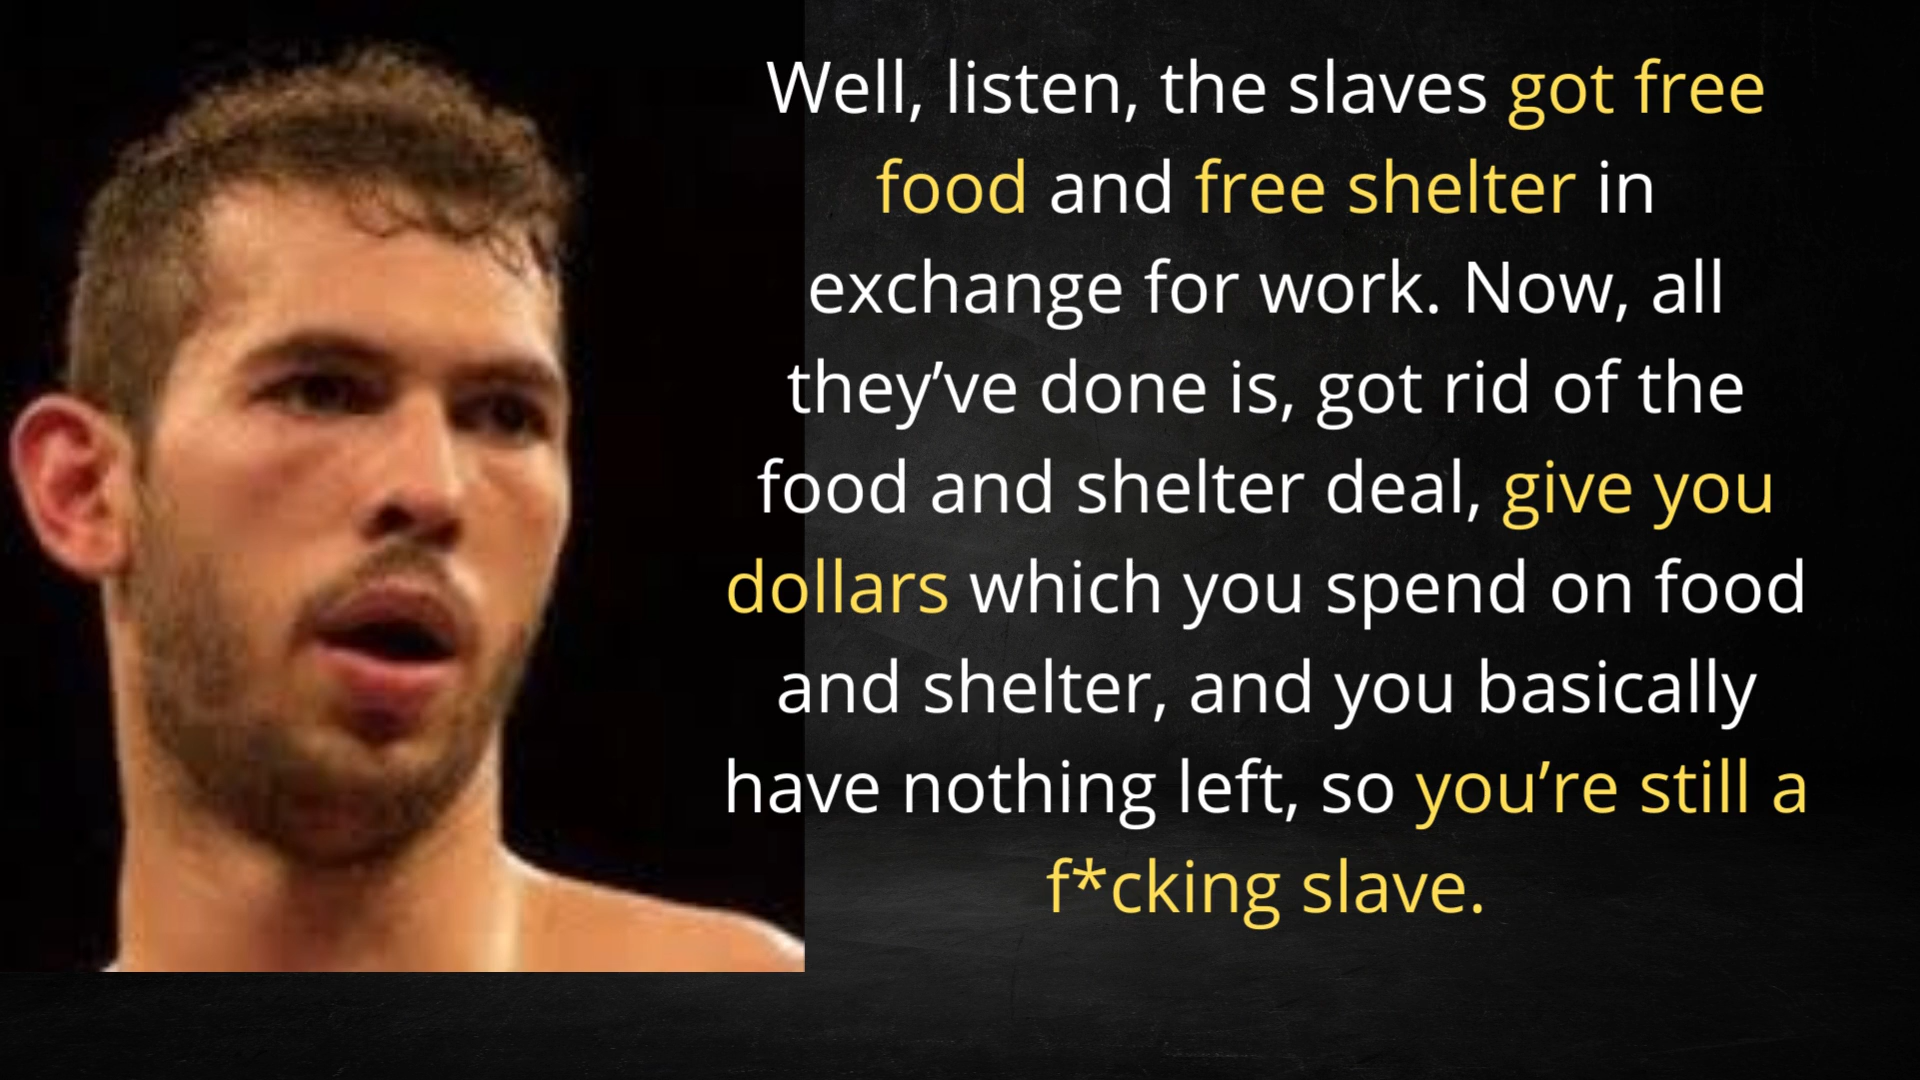 Well, listen, the slaves got free
food and free shelter in
exchange for work. Now, all
they’ve done is, got rid of the
food and shelter deal, give you
dollars which you spend on food
and shelter, and you basically
have nothing left, so you’re still a
f*cking slave.